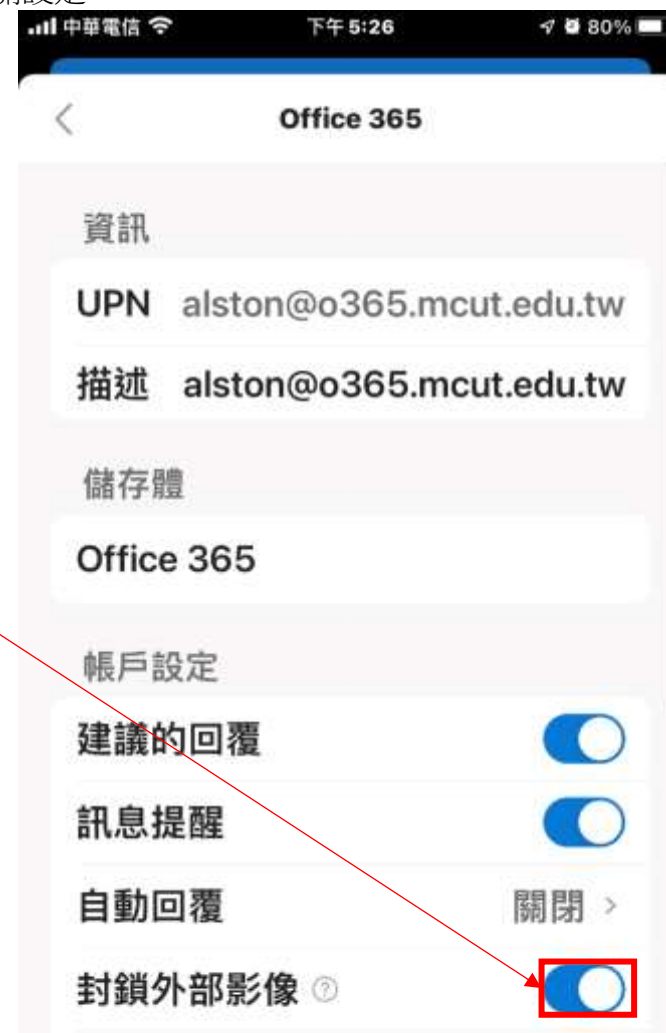 設定
中華電信 下午 5:26 80%
Office 365
資訊
UPN alston@o365.mcut.edu.tw
描述 alston@o365.mcut.edu.tw
儲存體
Office 365
帳戶設定
建議的回覆
訊息提醒
自動回覆 關閉 >
封鎖外部影像 ?